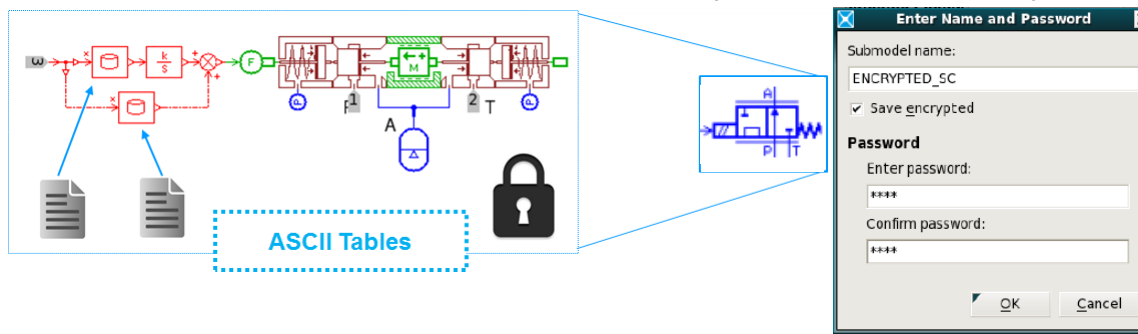 ω
x
k
s
+
+
F
M
x
P
1
2
T
A
ASCII Tables
A
P
T
Enter Name and Password
Submodel name:
ENCRYPTED_SC
Save encrypted
Password
Enter password:
****
Confirm password:
****
OK
Cancel